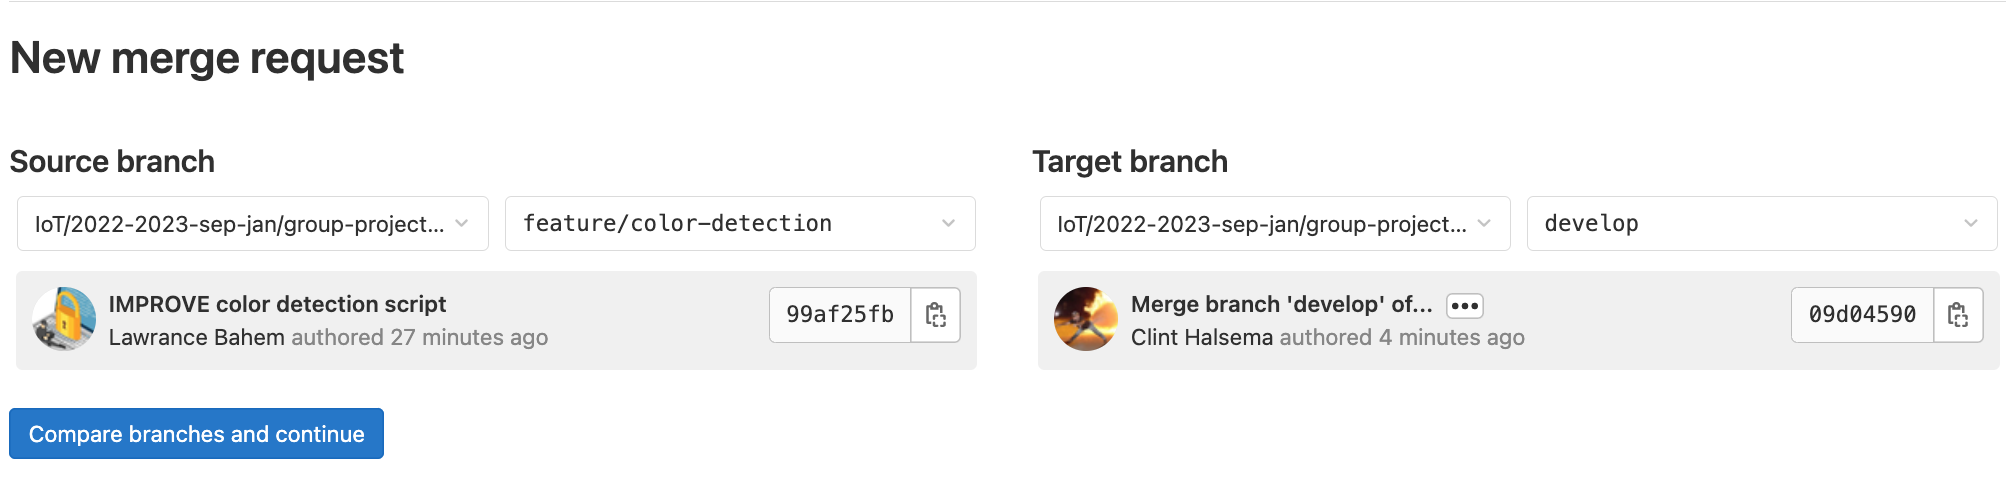 New merge request
Source branch
IoT/2022-2023-sep-jan/group-project...
feature/color-detection
IMPROVE color detection script
Lawrance Bahem authored 27 minutes ago
99af25fb
Target branch
IoT/2022-2023-sep-jan/group-project...
develop
Merge branch 'develop' of...
Clint Halsema authored 4 minutes ago
09d04590
Compare branches and continue